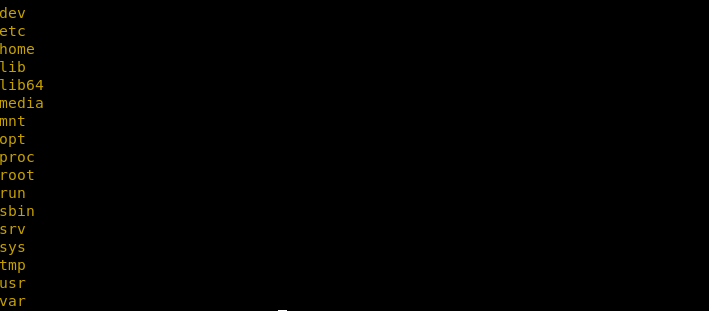 dev
etc
home
lib
lib64
media
mnt
opt
proc
root
run
sbin
srv
sys
tmp
usr
var